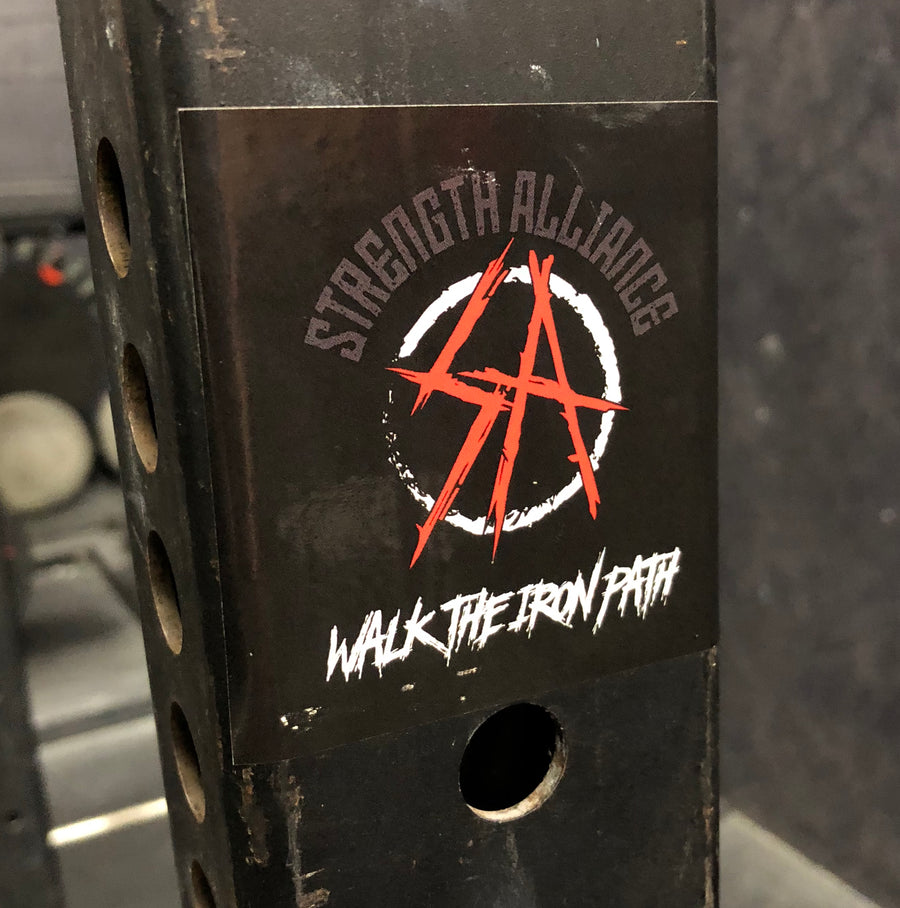 STRENGTH ALLIANCE
SA
WALK THE IRON PATH